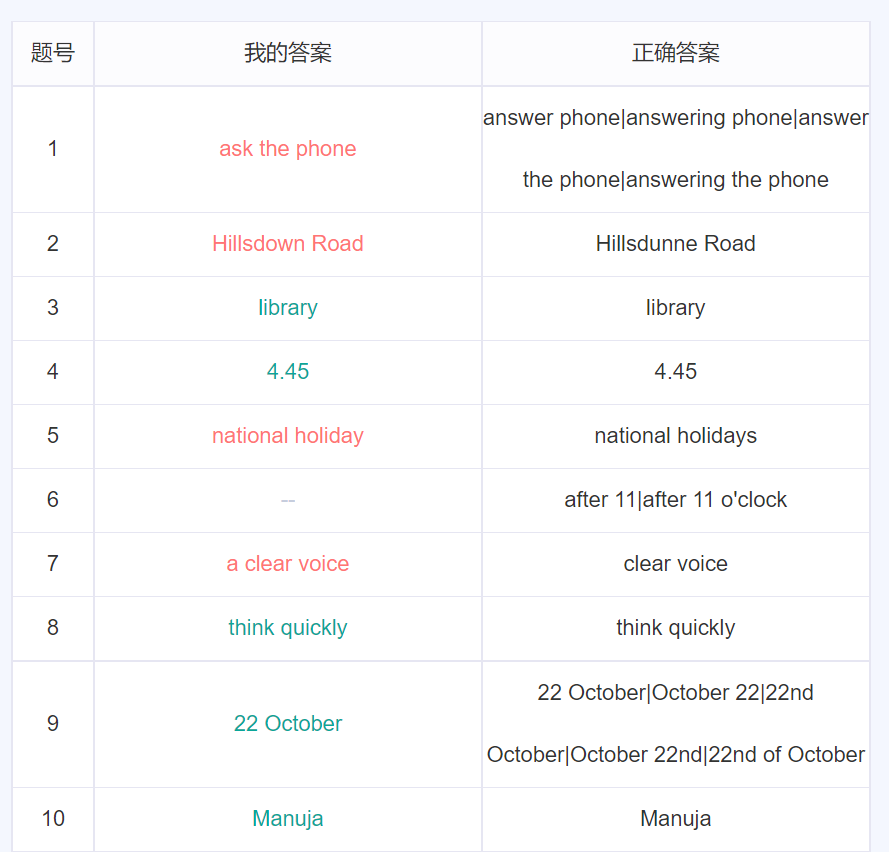 题号 我的答案 正确答案
answer phone|answering phone|answer
1 ask the phone
the phone|answering the phone
2 Hillsdown Road Hillsdunne Road
3 library library
4 4.45 4.45
5 national holiday national holidays
6 -- after 11|after 11 o'clock
7 a clear voice clear voice
8 think quickly think quickly
22 October|October 22|22nd
9 22 October
October|October 22nd|22nd of October
10 Manuja Manuja